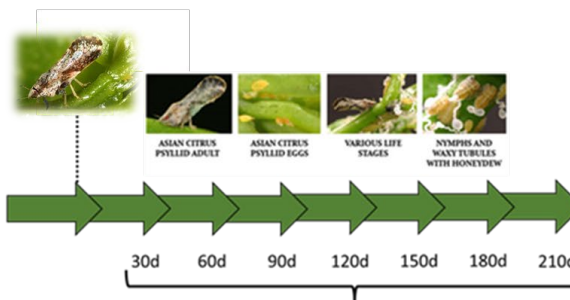 ASIAN CITRUS
PSYLLID ADULT
ASIAN CITRUS
PSYLLID EGGS
VARIOUS LIFE
STAGES
NYMPHS AND
WAXY TUBULES
WITH HONEYDEW
30d 60d 90d 120d 150d 180d 210d